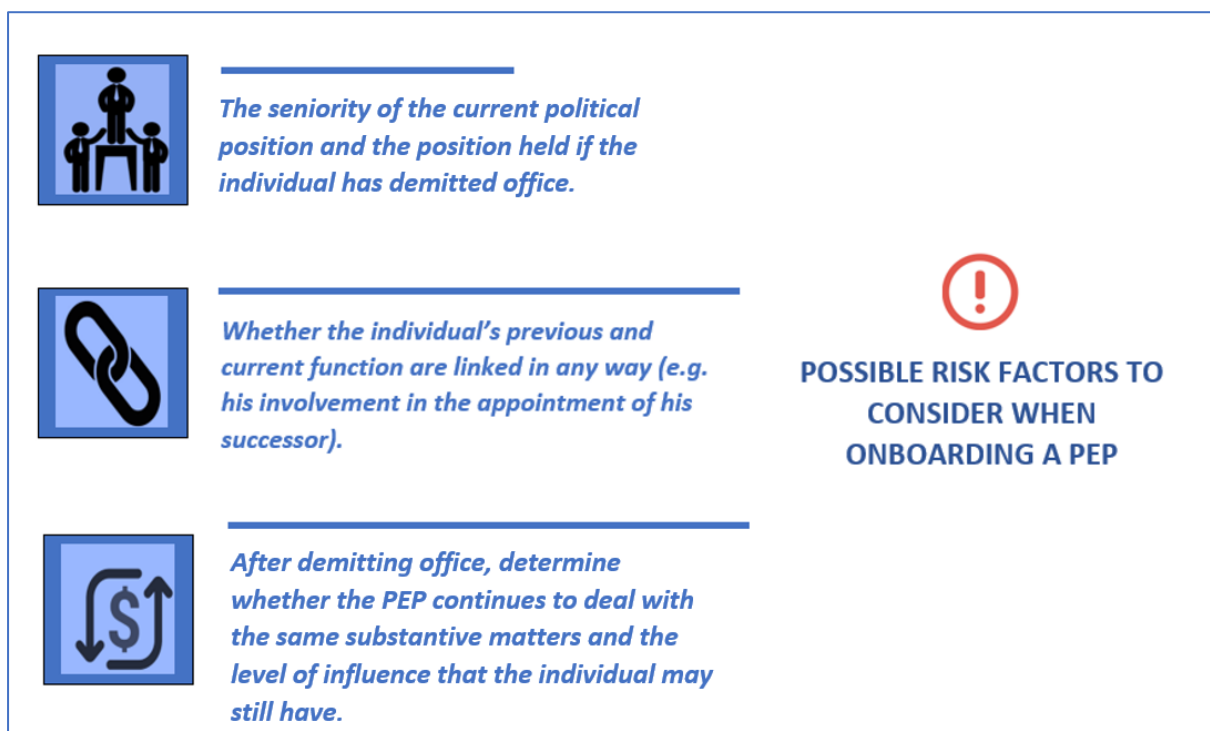 The seniority of the current political
position and the position held if the
individual has demitted office.
Whether the individual’s previous and
current function are linked in any way (e.g.
his involvement in the appointment of his
successor).
POSSIBLE RISK FACTORS TO
CONSIDER WHEN
ONBOARDING A PEP
After demitting office, determine
whether the PEP continues to deal with
the same substantive matters and the
level of influence that the individual may
still have.